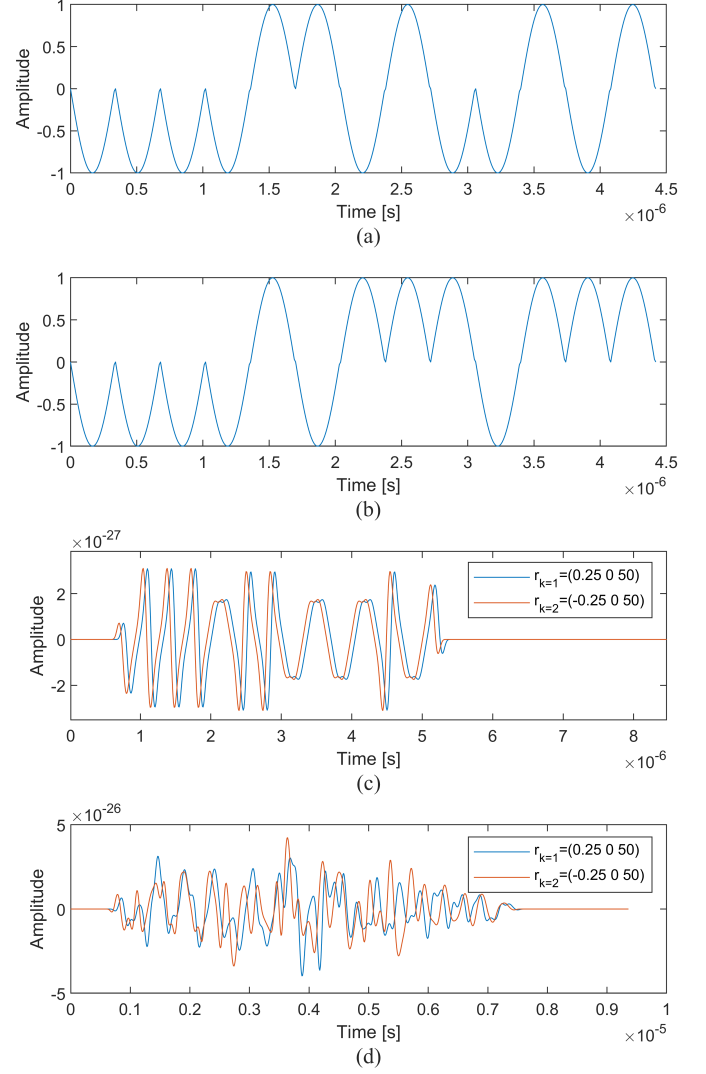 1
0.5
0
-0.5
-1
Amplitude
0 0.5 1 1.5 2 2.5 3 3.5 4 4.5
Time [s]
×10-6
(a)
1
0.5
0
-0.5
-1
Amplitude
0 0.5 1 1.5 2 2.5 3 3.5 4 4.5
Time [s]
×10-6
(b)
×10-27
2
0
-2
Amplitude
rk=1=(0.25 0 50)
rk=2=(-0.25 0 50)
0 1 2 3 4 5 6 7 8
Time [s]
×10-6
(c)
×10-26
5
0
-5
Amplitude
rk=1=(0.25 0 50)
rk=2=(-0.25 0 50)
0 0.1 0.2 0.3 0.4 0.5 0.6 0.7 0.8 0.9 1
Time [s]
×10-5
(d)